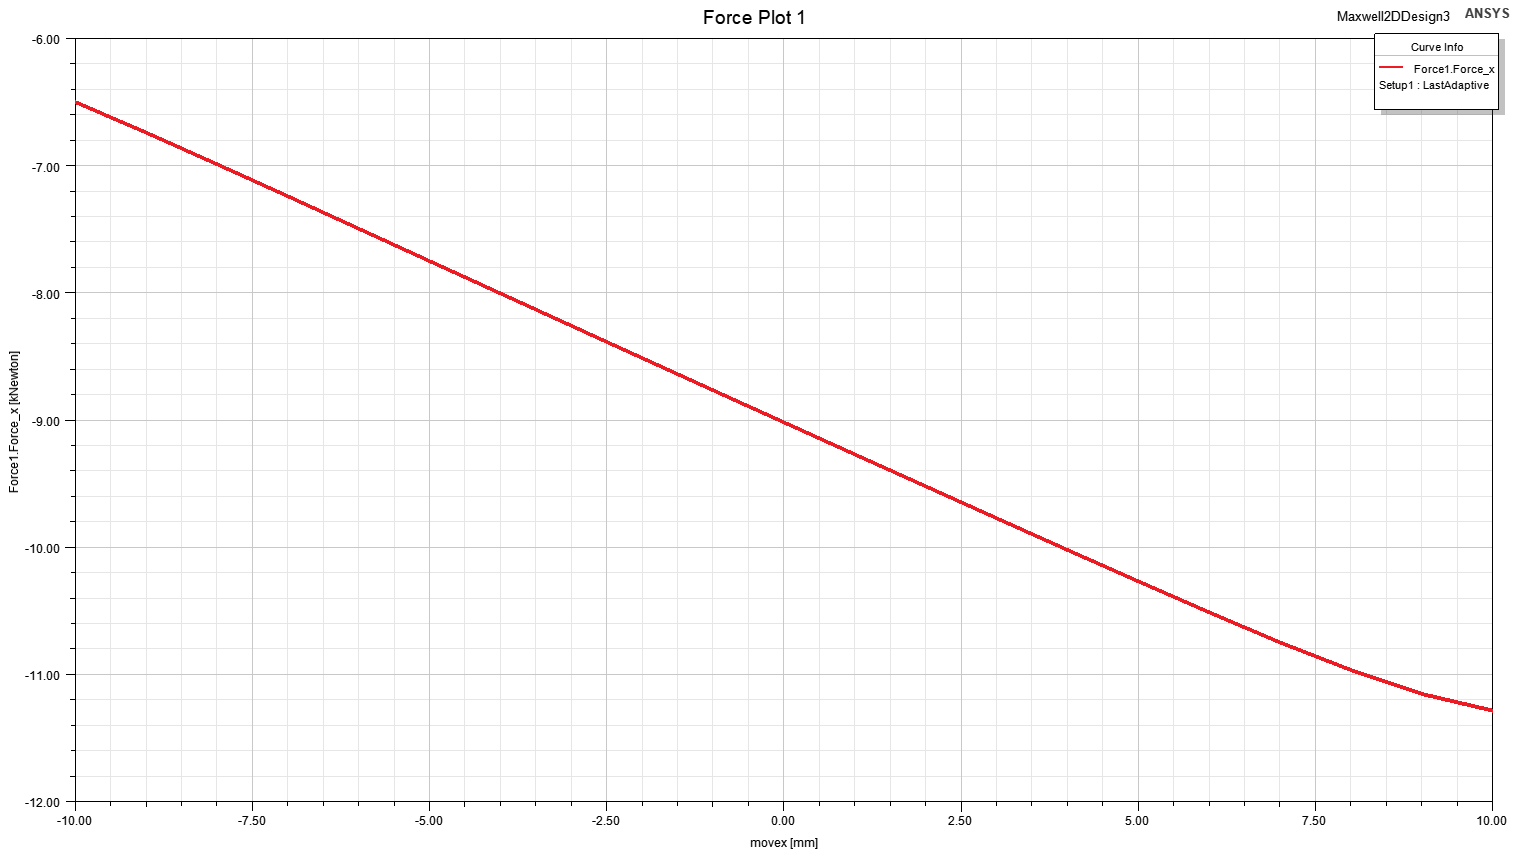 Force Plot 1
Maxwell2DDesign3
ANSYS
Curve Info
Force1.Force_x
Setup1 : LastAdaptive
-6.00
-7.00
-8.00
-9.00
-10.00
-11.00
-12.00
Force1.Force_x [kNewton]
-10.00
-7.50
-5.00
-2.50
0.00
2.50
5.00
7.50
10.00
movex [mm]